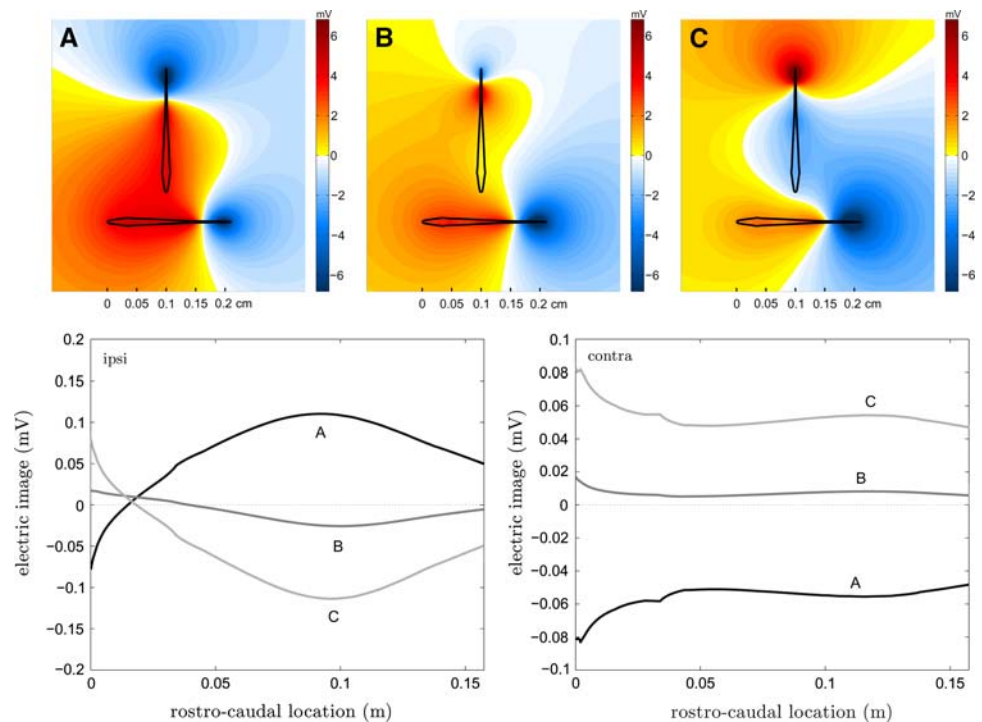 A
B
C
mV
6
4
2
0
−2
−4
−6
mV
6
4
2
0
−2
−4
−6
mV
6
4
2
0
−2
−4
−6
0 0.05 0.1 0.15 0.2 cm
0 0.05 0.1 0.15 0.2 cm
0 0.05 0.1 0.15 0.2 cm
ipsi
electric image (mV)
0.2
0.15
0.1
0.05
0
-0.05
-0.1
-0.15
-0.2
A
B
C
0 0.05 0.1 0.15
rostro-caudal location (m)
contra
electric image (mV)
0.1
0.08
0.06
0.04
0.02
0
-0.02
-0.04
-0.06
-0.08
-0.1
C
B
A
0 0.05 0.1 0.15
rostro-caudal location (m)